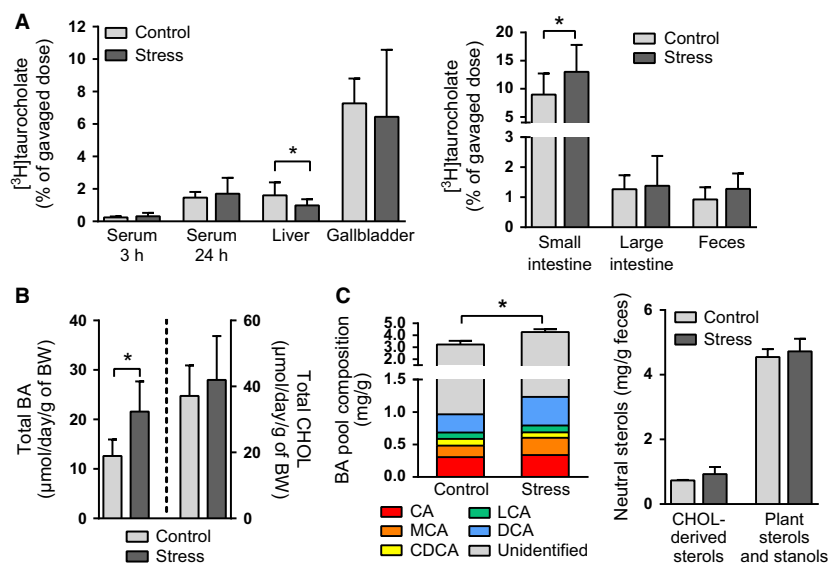 A
[³H]taurocholate
(% of gavaged dose)
12
10
8
6
4
2
0
Control
Stress
*
Serum
3 h
Serum
24 h
Liver
Gallbladder
[³H]taurocholate
(% of gavaged dose)
20
15
10
5
3
2
1
0
*
Control
Stress
Small
intestine
Large
intestine
Feces
B
Total BA
(µmol/day/g of BW)
40
30
20
10
0
*
60
40
20
0
Total CHOL
(µmol/day/g of BW)
Control
Stress
C
BA pool composition
(mg/g)
5.0
4.0
3.0
2.0
1.5
1.0
0.5
0.0
*
Control
Stress
CA
MCA
CDCA
LCA
DCA
Unidentified
Neutral sterols (mg/g feces)
6
4
2
0
Control
Stress
CHOL-
derived
sterols
Plant
sterols
and stanols